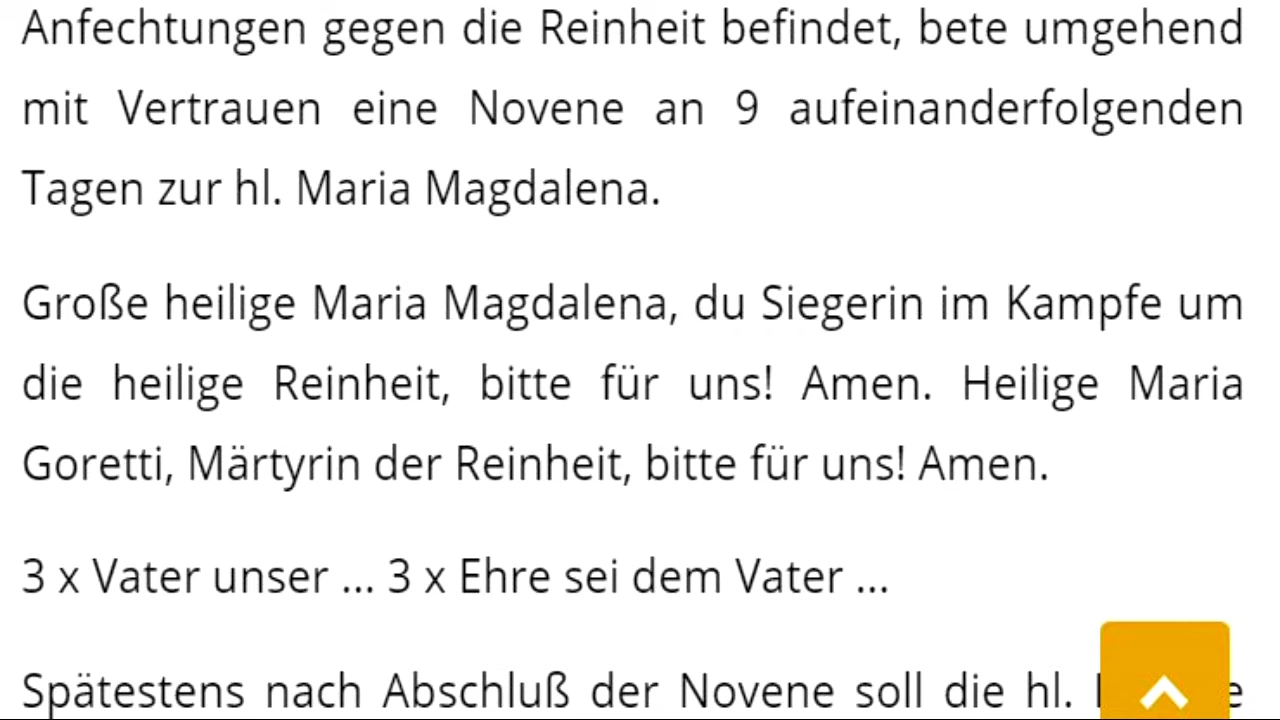 Anfechtungen gegen die Reinheit befindet, bete umgehend
mit Vertrauen eine Novene an 9 aufeinanderfolgenden
Tagen zur hl. Maria Magdalena.
Große heilige Maria Magdalena, du Siegerin im Kampfe um
die heilige Reinheit, bitte für uns! Amen. Heilige Maria
Goretti, Märtyrin der Reinheit, bitte für uns! Amen.
3 x Vater unser ... 3 x Ehre sei dem Vater ...
Spätestens nach Abschluß der Novene soll die hl.